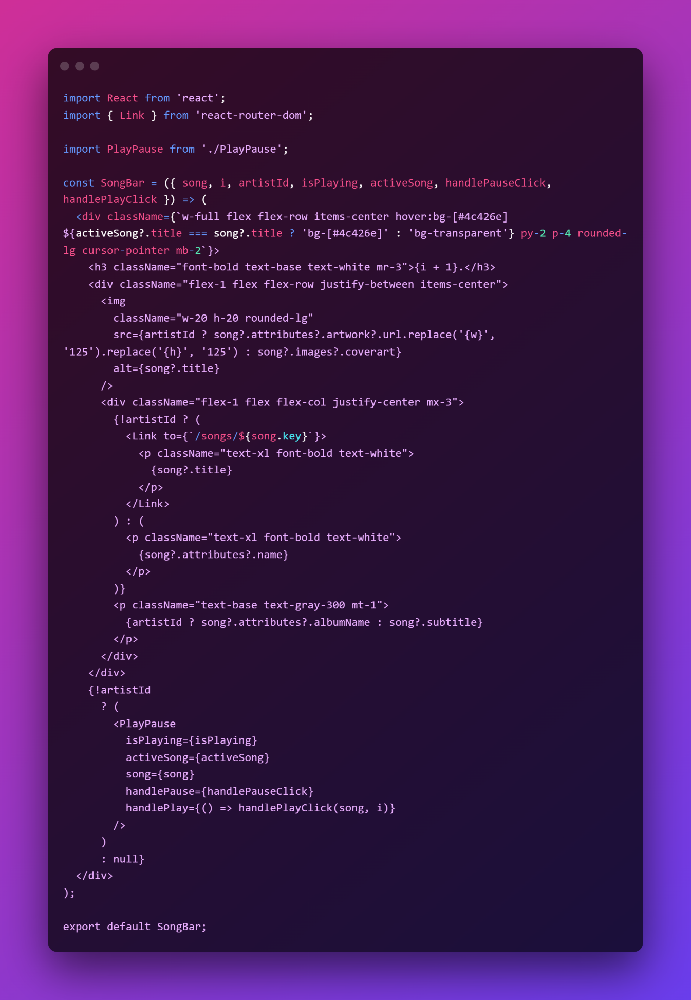 import React from 'react';
import { Link } from 'react-router-dom';

import PlayPause from './PlayPause';

const SongBar = ({ song, i, artistId, isPlaying, activeSong, handlePauseClick,
handlePlayClick }) => (
  <div className={`w-full flex flex-row items-center hover:bg-[#4c426e]
${activeSong?.title === song?.title ? 'bg-[#4c426e]' : 'bg-transparent'} py-2 p-4 rounded-
lg cursor-pointer mb-2`}>
    <h3 className="font-bold text-base text-white mr-3">{i + 1}.</h3>
    <div className="flex-1 flex flex-row justify-between items-center">
      <img
        className="w-20 h-20 rounded-lg"
        src={artistId ? song?.attributes?.artwork?.url.replace('{w}',
'125').replace('{h}', '125') : song?.images?.coverart}
        alt={song?.title}
      />
      <div className="flex-1 flex flex-col justify-center mx-3">
        {!artistId ? (
          <Link to={`/songs/${song.key}`}>
            <p className="text-xl font-bold text-white">
              {song?.title}
            </p>
          </Link>
        ) : (
          <p className="text-xl font-bold text-white">
            {song?.attributes?.name}
          </p>
        )}
        <p className="text-base text-gray-300 mt-1">
          {artistId ? song?.attributes?.albumName : song?.subtitle}
        </p>
      </div>
    </div>
    {!artistId
      ? (
        <PlayPause
          isPlaying={isPlaying}
          activeSong={activeSong}
          song={song}
          handlePause={handlePauseClick}
          handlePlay={() => handlePlayClick(song, i)}
        />
      )
      : null}
  </div>
);

export default SongBar;